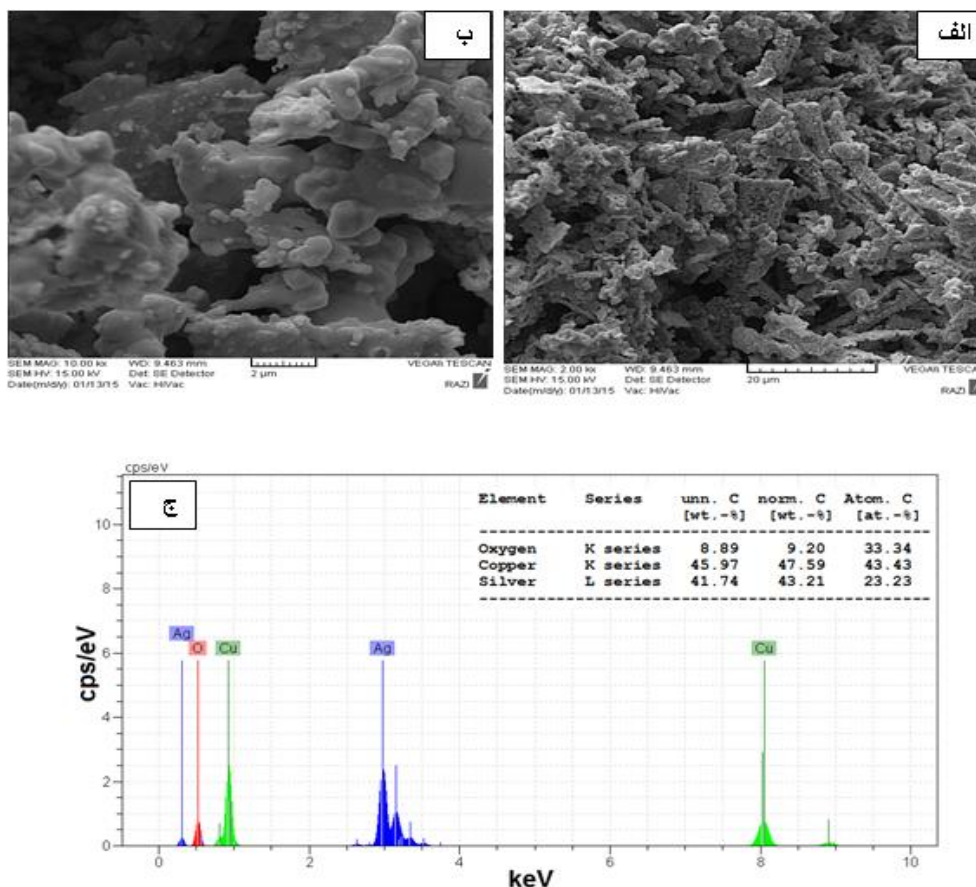 الف
SEM MAG: 2.00 kx WD: 9.463 mm VEGA\\ TESCAN
SEM HV: 15.00 kV Det: SE Detector 20 µm
Date(m/d/y): 01/13/15 Vac: HiVac RAZI
ب
SEM MAG: 10.00 kx WD: 9.463 mm VEGA\\ TESCAN
SEM HV: 15.00 kV Det: SE Detector 2 µm
Date(m/d/y): 01/13/15 Vac: HiVac RAZI
cps/eV
ج
Element Series unn. C norm. C Atom. C
[wt.-%] [wt.-%] [at.-%]
Oxygen K series 8.89 9.20 33.34
Copper K series 45.97 47.59 43.43
Silver L series 41.74 43.21 23.23
10
8
6
4
2
0
cps/eV
Ag O Cu Ag Cu
0 2 4 6 8 10
keV